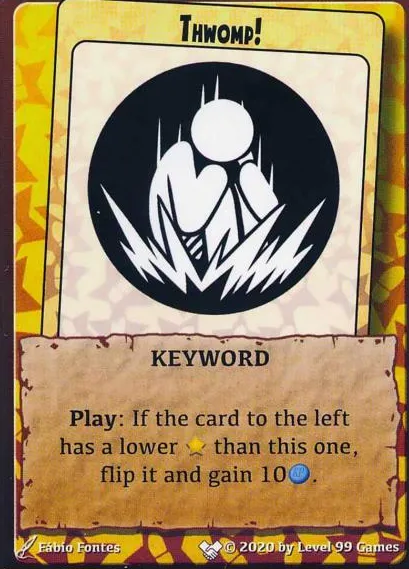 THWOMP!
KEYWORD
Play: If the card to the left
has a lower than this one,
flip it and gain 10.
Fábio Fontes
© 2020 by Level 99 Games